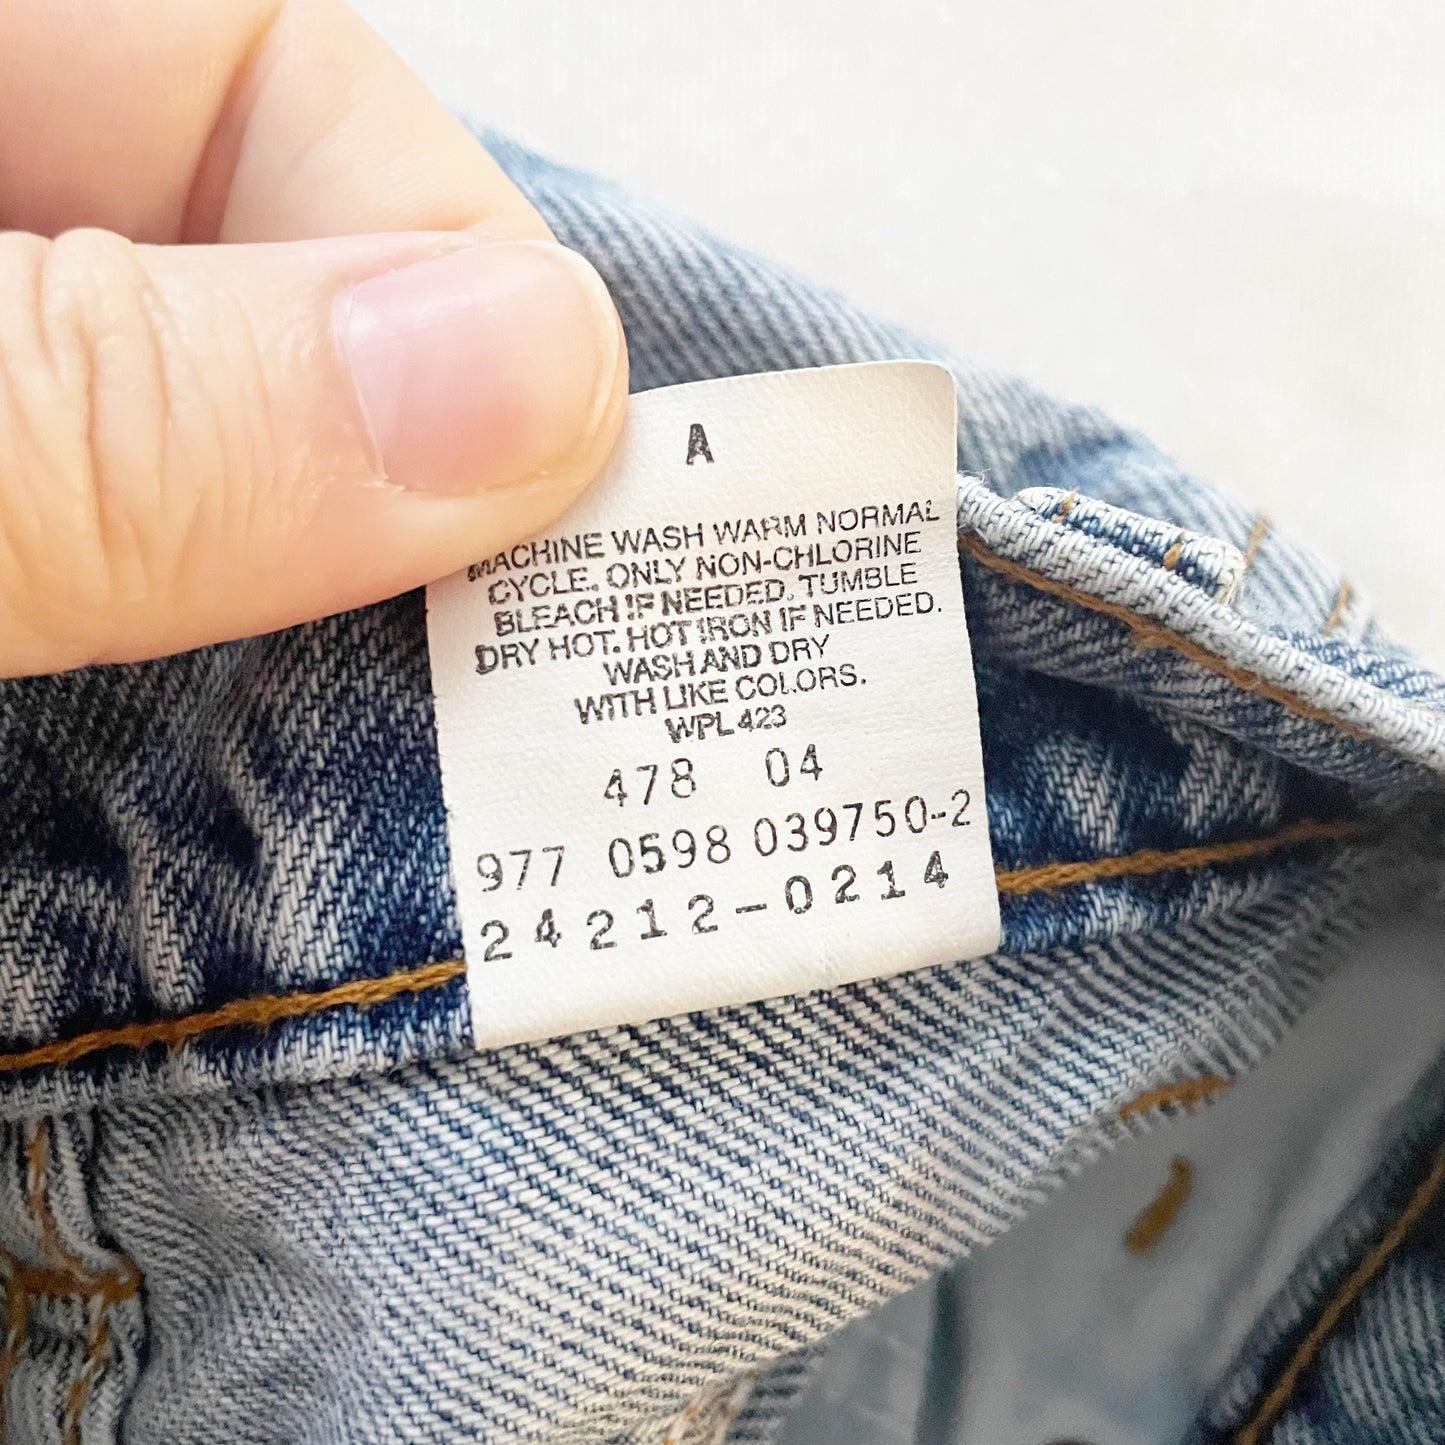 A
MACHINE WASH WARM NORMAL
CYCLE. ONLY NON-CHLORINE
BLEACH IF NEEDED. TUMBLE
DRY HOT. HOT IRON IF NEEDED.
WASH AND DRY
WITH LIKE COLORS.
WPL 423
478 04
977 0598 039750-2
24212-0214